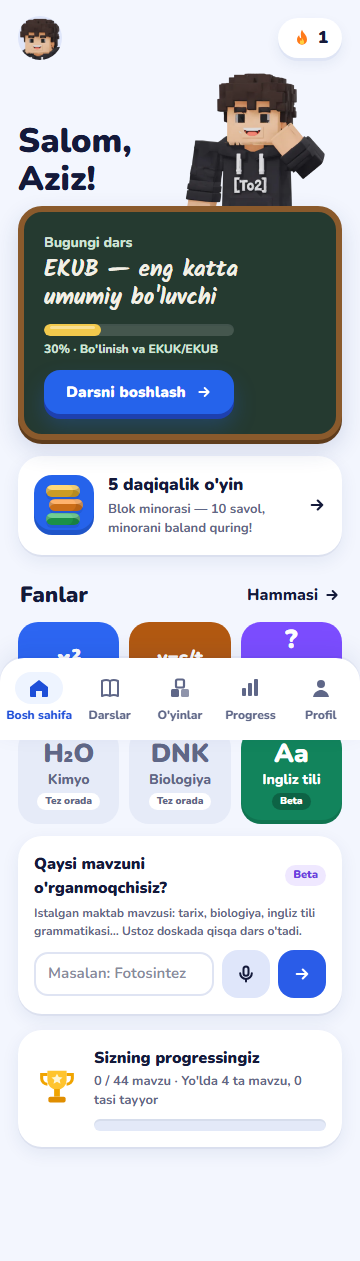 1
Salom,
Aziz!
[To2]
Bugungi dars
EKUB — eng katta
umumiy bo'luvchi
30% · Bo'linish va EKUK/EKUB
Darsni boshlash →
5 daqiqalik o'yin
Blok minorasi — 10 savol,
minorani baland quring!
Fanlar
Hammasi →
?
Bosh sahifa
Darslar
O'yinlar
Progress
Profil
H₂O
DNK
Aa
Kimyo
Biologiya
Ingliz tili
Tez orada
Tez orada
Beta
Qaysi mavzuni
o'rganmoqchisiz?
Beta
Istalgan maktab mavzusi: tarix, biologiya, ingliz tili
grammatikasi... Ustoz doskada qisqa dars o'tadi.
Masalan: Fotosintez
Sizning progressingiz
0 / 44 mavzu · Yo'lda 4 ta mavzu, 0
tasi tayyor